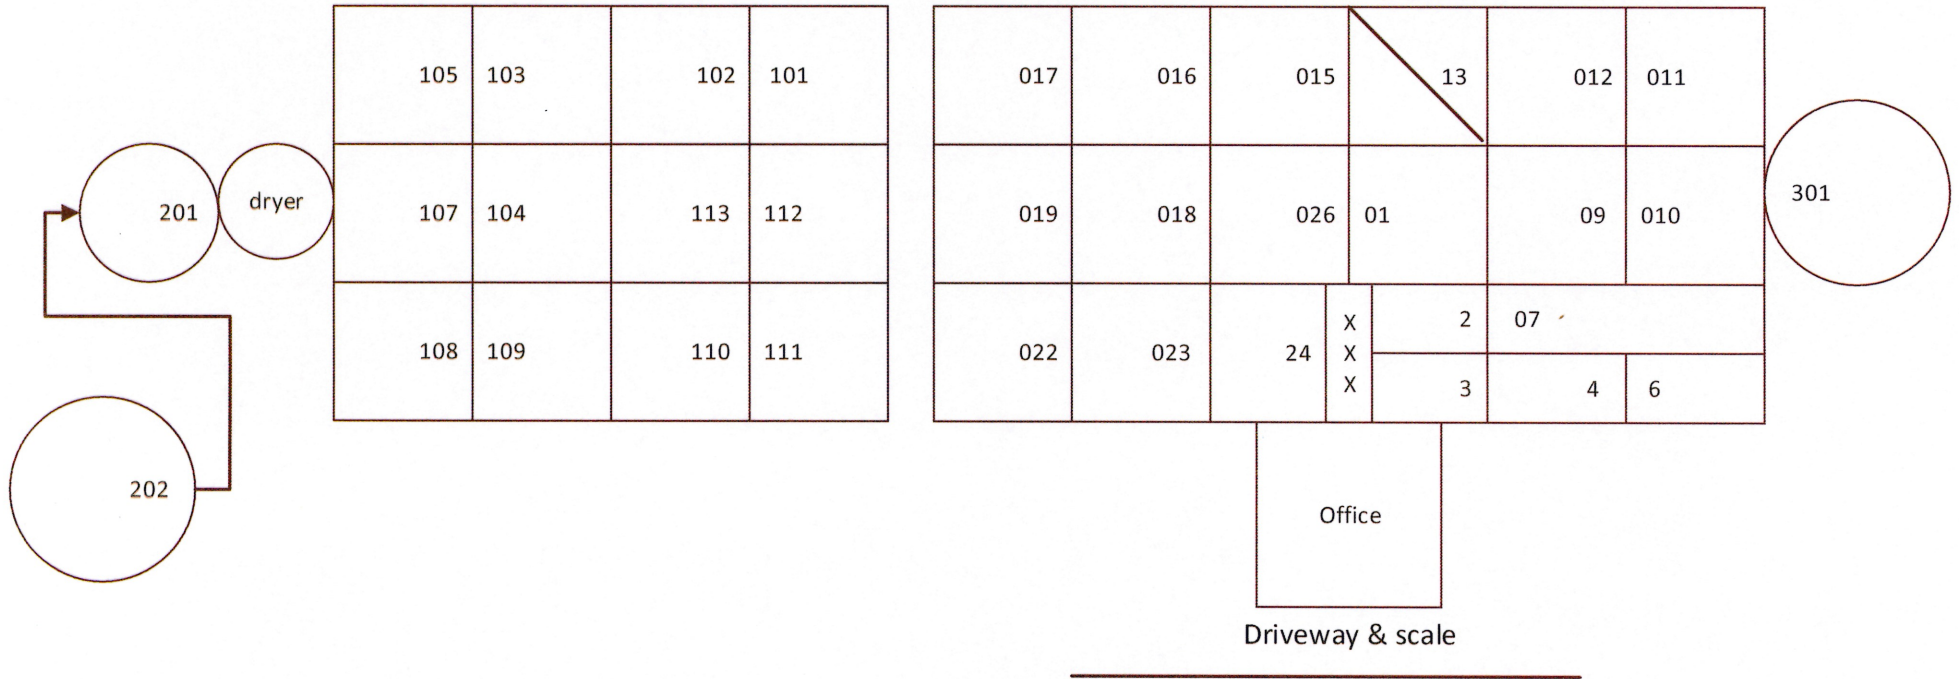 105 103 102 101 017 016 015 13 012 011
201 dryer 107 104 113 112 019 018 026 01 09 010 301
2 07
108 109 110 111 022 023 24 X
X
X
3 4 6
202
Office
Driveway & scale